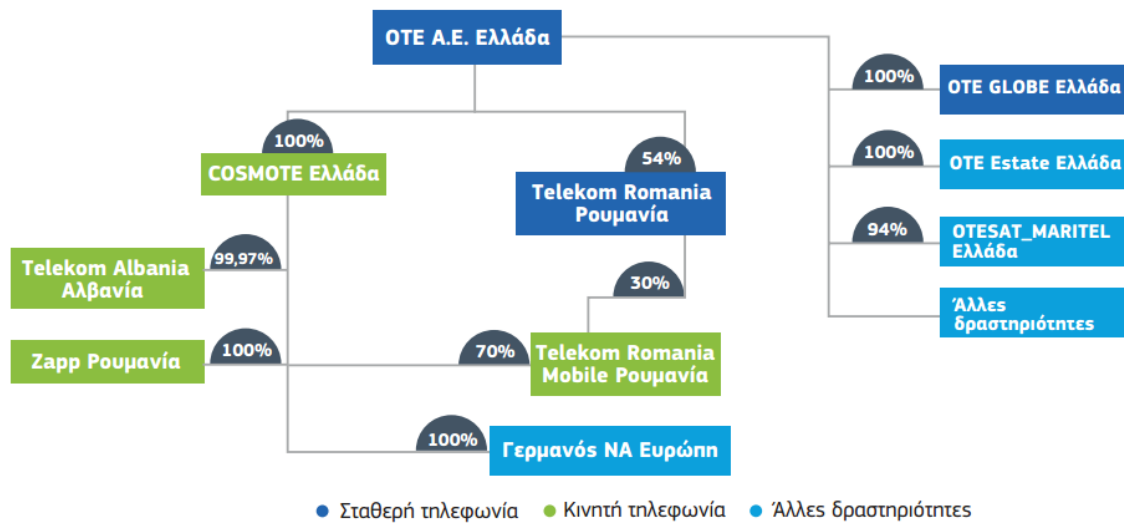 ΟΤΕ Α.Ε. Ελλάδα
100%
OTE GLOBE Ελλάδα
100%
COSMOTE Ελλάδα
54%
Telekom Romania
Ρουμανία
100%
OTE Estate Ελλάδα
94%
OTESAT_MARITEL
Ελλάδα
99,97%
Telekom Albania
Αλβανία
30%
Άλλες
δραστηριότητες
100%
Zapp Ρουμανία
70%
Telekom Romania
Mobile Ρουμανία
100%
Γερμανός ΝΑ Ευρώπη
Σταθερή τηλεφωνία
Κινητή τηλεφωνία
Άλλες δραστηριότητες